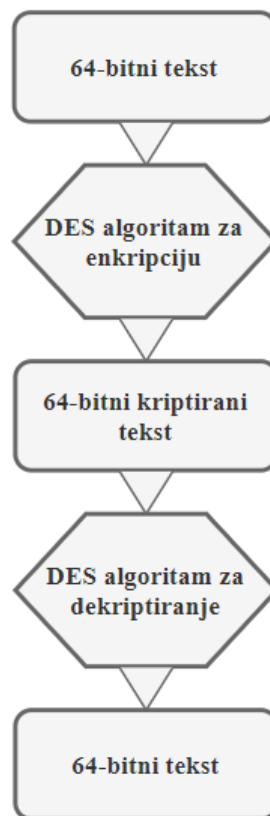 64-bitni tekst
DES algoritam za
enkripciju
64-bitni kriptirani
tekst
DES algoritam za
dekriptiranje
64-bitni tekst